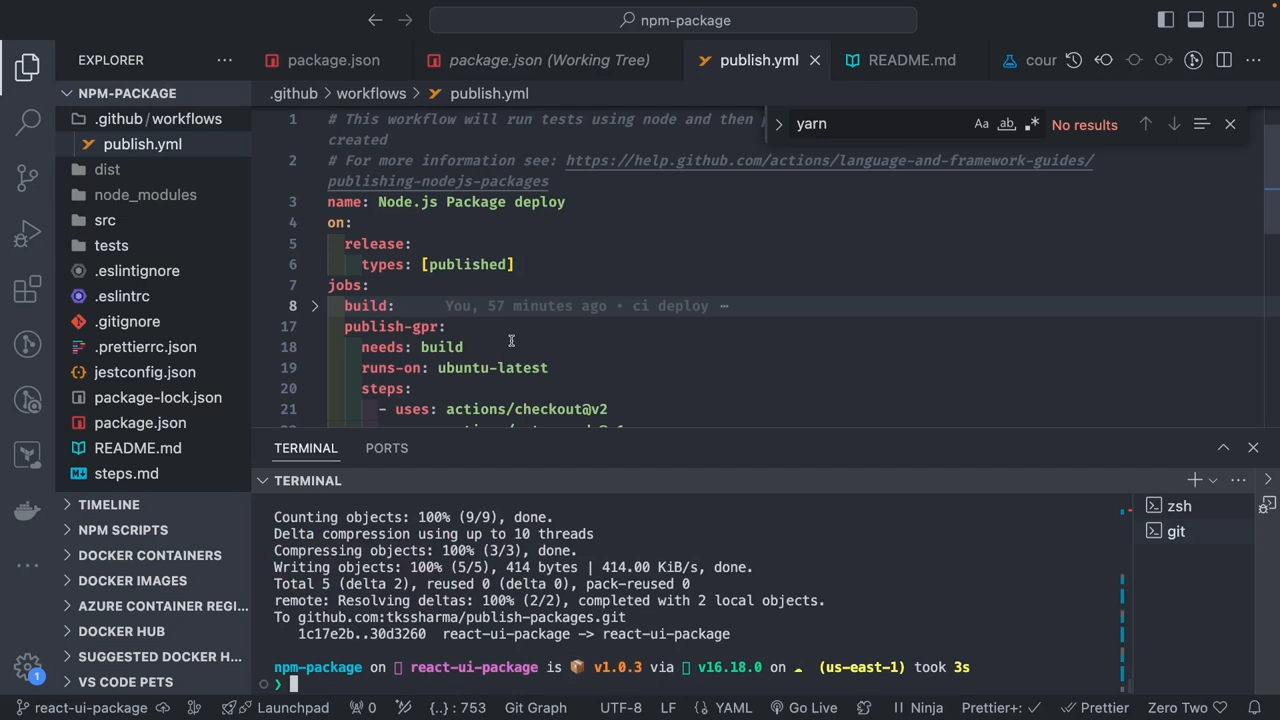 npm-package
EXPLORER
package.json
package.json (Working Tree)
publish.yml
README.md
cour
NPM-PACKAGE
.github > workflows > publish.yml
yarn
Aa
ab
No results
.github / workflows
publish.yml
dist
node_modules
src
tests
.eslintignore
.eslintrc
.gitignore
.prettierrc.json
jestconfig.json
package-lock.json
package.json
README.md
steps.md
TIMELINE
NPM SCRIPTS
DOCKER CONTAINERS
DOCKER IMAGES
AZURE CONTAINER REGI...
DOCKER HUB
SUGGESTED DOCKER H...
VS CODE PETS
1 # This workflow will run tests using node and then
created
2 # For more information see: https://help.github.com/actions/language-and-framework-guides/
publishing-nodejs-packages
3 name: Node.js Package deploy
4 on:
5 release:
6 types: [published]
7 jobs:
8 build: You, 57 minutes ago • ci deploy
17 publish-gpr:
18 needs: build
19 runs-on: ubuntu-latest
20 steps:
21 - uses: actions/checkout@v2
TERMINAL
PORTS
TERMINAL
Counting objects: 100% (9/9), done.
Delta compression using up to 10 threads
Compressing objects: 100% (3/3), done.
Writing objects: 100% (5/5), 414 bytes | 414.00 KiB/s, done.
Total 5 (delta 2), reused 0 (delta 0), pack-reused 0
remote: Resolving deltas: 100% (2/2), completed with 2 local objects.
To github.com:tkssharma/publish-packages.git
1c17e2b..30d3260 react-ui-package -> react-ui-package
npm-package on react-ui-package is v1.0.3 via v16.18.0 on (us-east-1) took 3s
❯
zsh
git
1
react-ui-package
Launchpad
0
{..} : 753
Git Graph
UTF-8
LF
YAML
Go Live
Ninja
Prettier+: ✓
Prettier
Zero Two